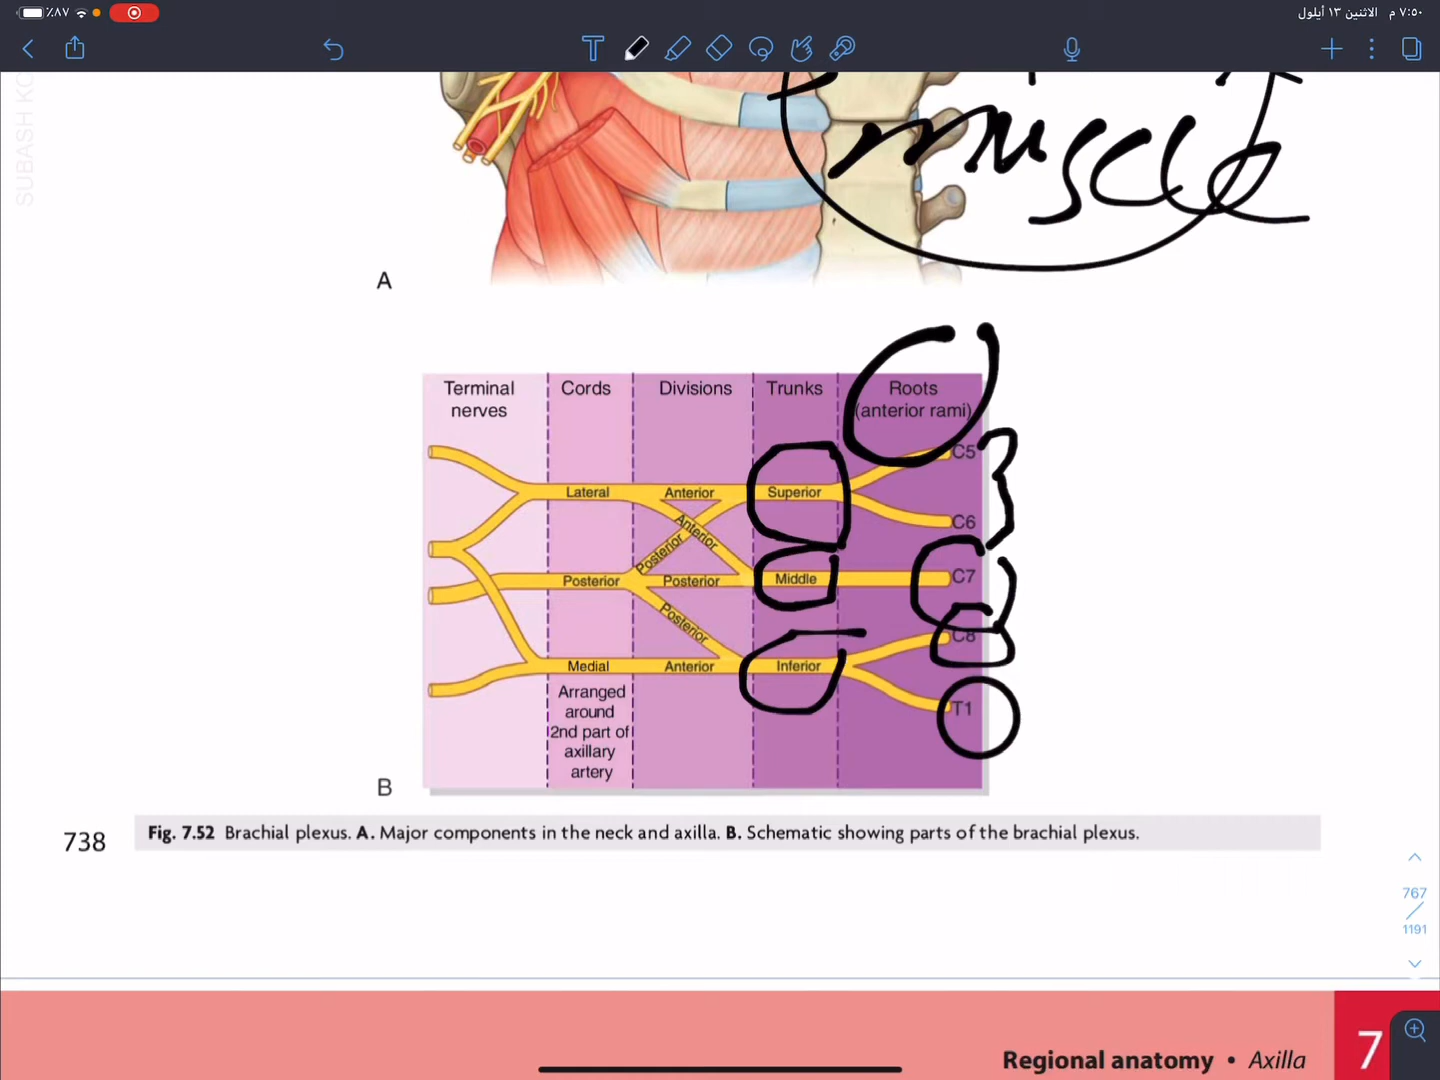 ٪٨٧
٧:٥٠ م الاثنين ١٣ أيلول
T
SUBASH KO
muscle
A
Terminal nerves
Cords
Divisions
Trunks
Roots
(anterior rami)
C5
Lateral
Anterior
Superior
C6
Anterior
Posterior
Posterior
Posterior
Middle
C7
Posterior
C8
Medial
Anterior
Inferior
Arranged
around
2nd part of
axillary
artery
T1
B
738
Fig. 7.52 Brachial plexus. A. Major components in the neck and axilla. B. Schematic showing parts of the brachial plexus.
767
1191
Regional anatomy • Axilla
7